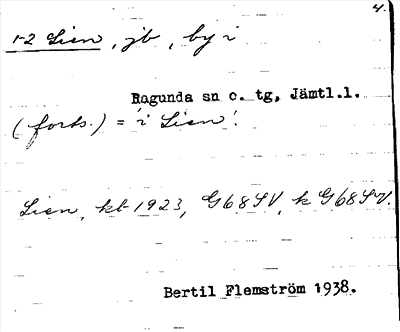 4.
1-2 Lien, jb, by i
Ragunda sn o. tg, Jämtl.l.
(forts.) = 'i Lien'.
Lien, kb 1923, G68SV, k G68SV.
Bertil Flemström 1938.